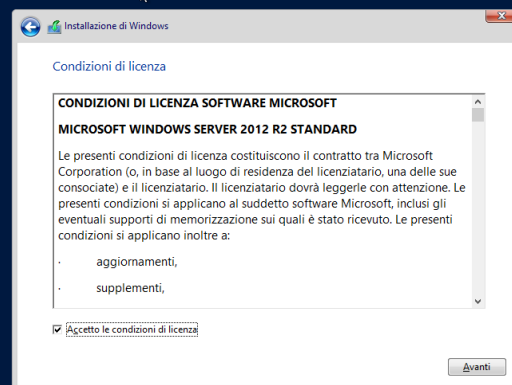 Installazione di Windows
Condizioni di licenza
CONDIZIONI DI LICENZA SOFTWARE MICROSOFT
MICROSOFT WINDOWS SERVER 2012 R2 STANDARD
Le presenti condizioni di licenza costituiscono il contratto tra Microsoft
Corporation (o, in base al luogo di residenza del licenziatario, una delle sue
consociate) e il licenziatario. Il licenziatario dovrà leggerle con attenzione. Le
presenti condizioni si applicano al suddetto software Microsoft, inclusi gli
eventuali supporti di memorizzazione sui quali è stato ricevuto. Le presenti
condizioni si applicano inoltre a:
· aggiornamenti,
· supplementi,
Accetto le condizioni di licenza
Avanti